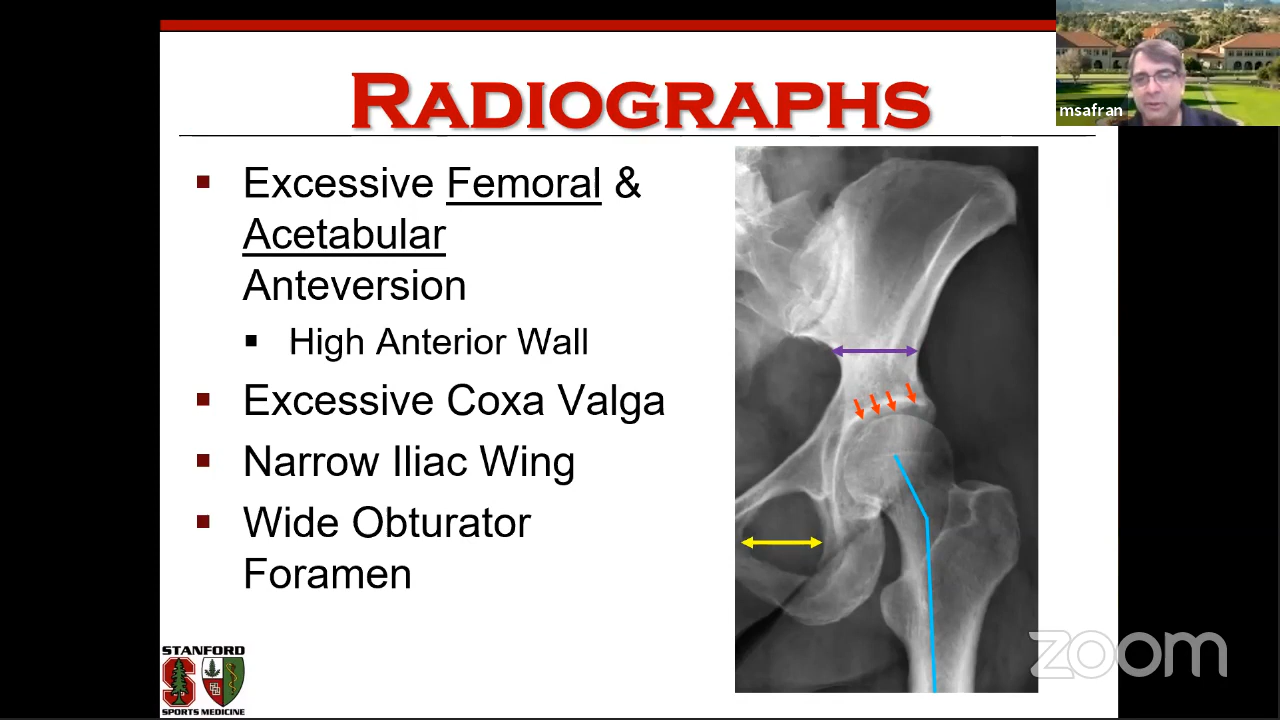 RADIOGRAPHS
msafran
Excessive Femoral &
Acetabular
Anteversion
High Anterior Wall
Excessive Coxa Valga
Narrow Iliac Wing
Wide Obturator
Foramen
STANFORD
S
SPORTS MEDICINE
zoom